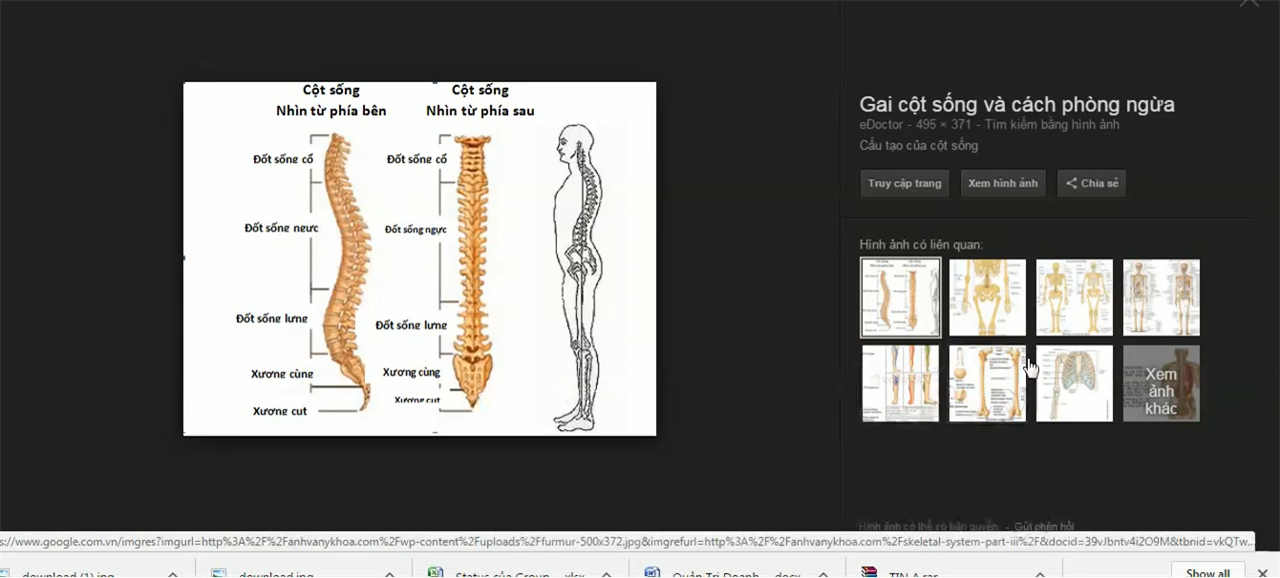 Cột sống
Nhìn từ phía bên
Đốt sống cổ
Đốt sống ngực
Đốt sống lưng
Xương cùng
Xương cụt
Cột sống
Nhìn từ phía sau
Đốt sống cổ
Đốt sống ngực
Đốt sống lưng
Xương cùng
Xương cụt
Gai cột sống và cách phòng ngừa
eDoctor - 495 × 371 - Tìm kiếm bằng hình ảnh
Cấu tạo của cột sống
Truy cập trang
Xem hình ảnh
Chia sẻ
Hình ảnh có liên quan:
Xem
ảnh
khác
Hình ảnh có thể có bản quyền. - Gửi phản hồi
s://www.google.com.vn/imgres?imgurl=http%3A%2F%2Fanhvanykhoa.com%2Fwp-content%2Fuploads%2Ffurmur-500x372.jpg&imgrefurl=http%3A%2F%2Fanhvanykhoa.com%2Fskeletal-system-part-iii%2F&docid=39vJbntv4i2O9M&tbnid=vkQTw...
download (1).jpg
download.jpg
Status của Group....xlsx
Quản Trị Doanh....docx
TIN A.rar
Show all